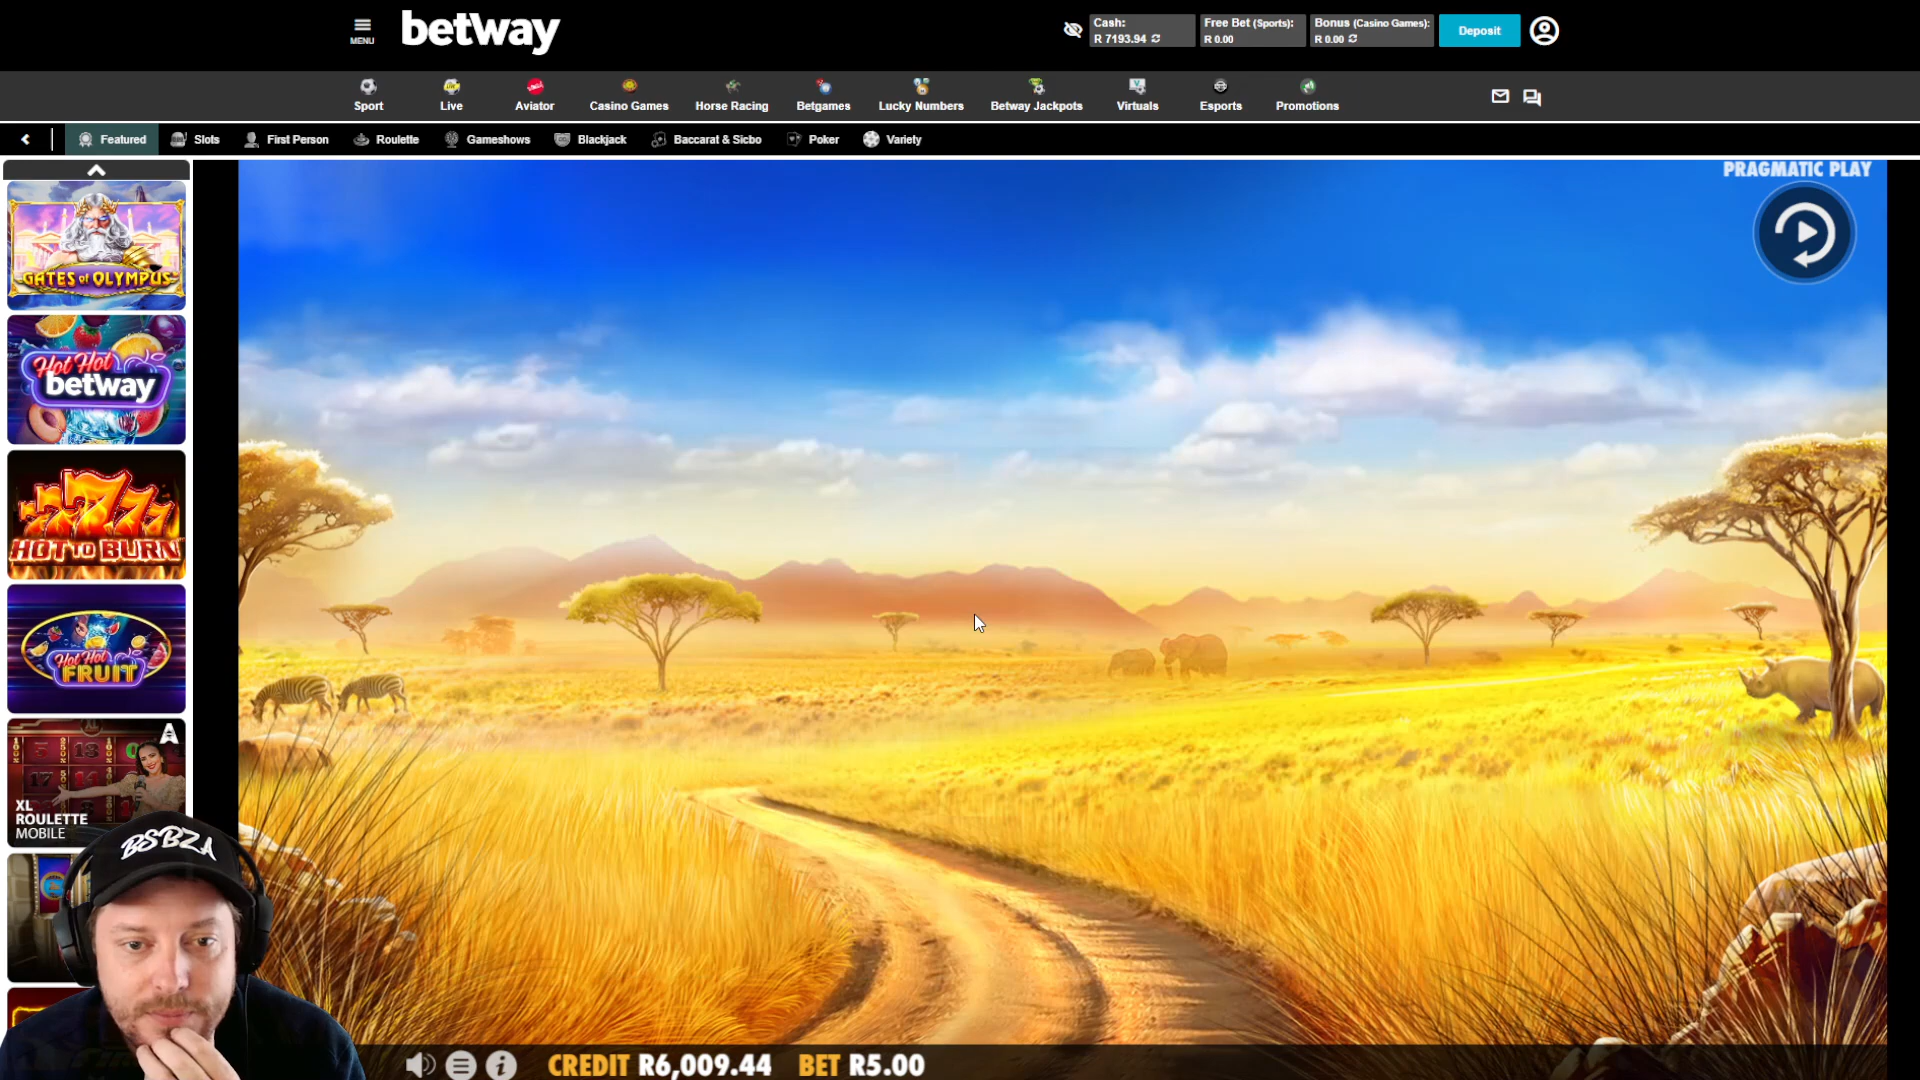 MENU
betway
Cash:
R 7193.94
Free Bet (Sports):
R 0.00
Bonus (Casino Games):
R 0.00
Deposit
Sport
Live
Aviator
Casino Games
Horse Racing
Betgames
Lucky Numbers
Betway Jackpots
Virtuals
Esports
Promotions
Featured
Slots
First Person
Roulette
Gameshows
Blackjack
Baccarat & Sicbo
Poker
Variety
PRAGMATIC PLAY
GATES of OLYMPUS
Hot Hot
betway
777
HOT TO BURN
Hot Hot
FRUIT
A
XL
ROULETTE
MOBILE
BSBZA
CREDIT R6,009.44 BET R5.00